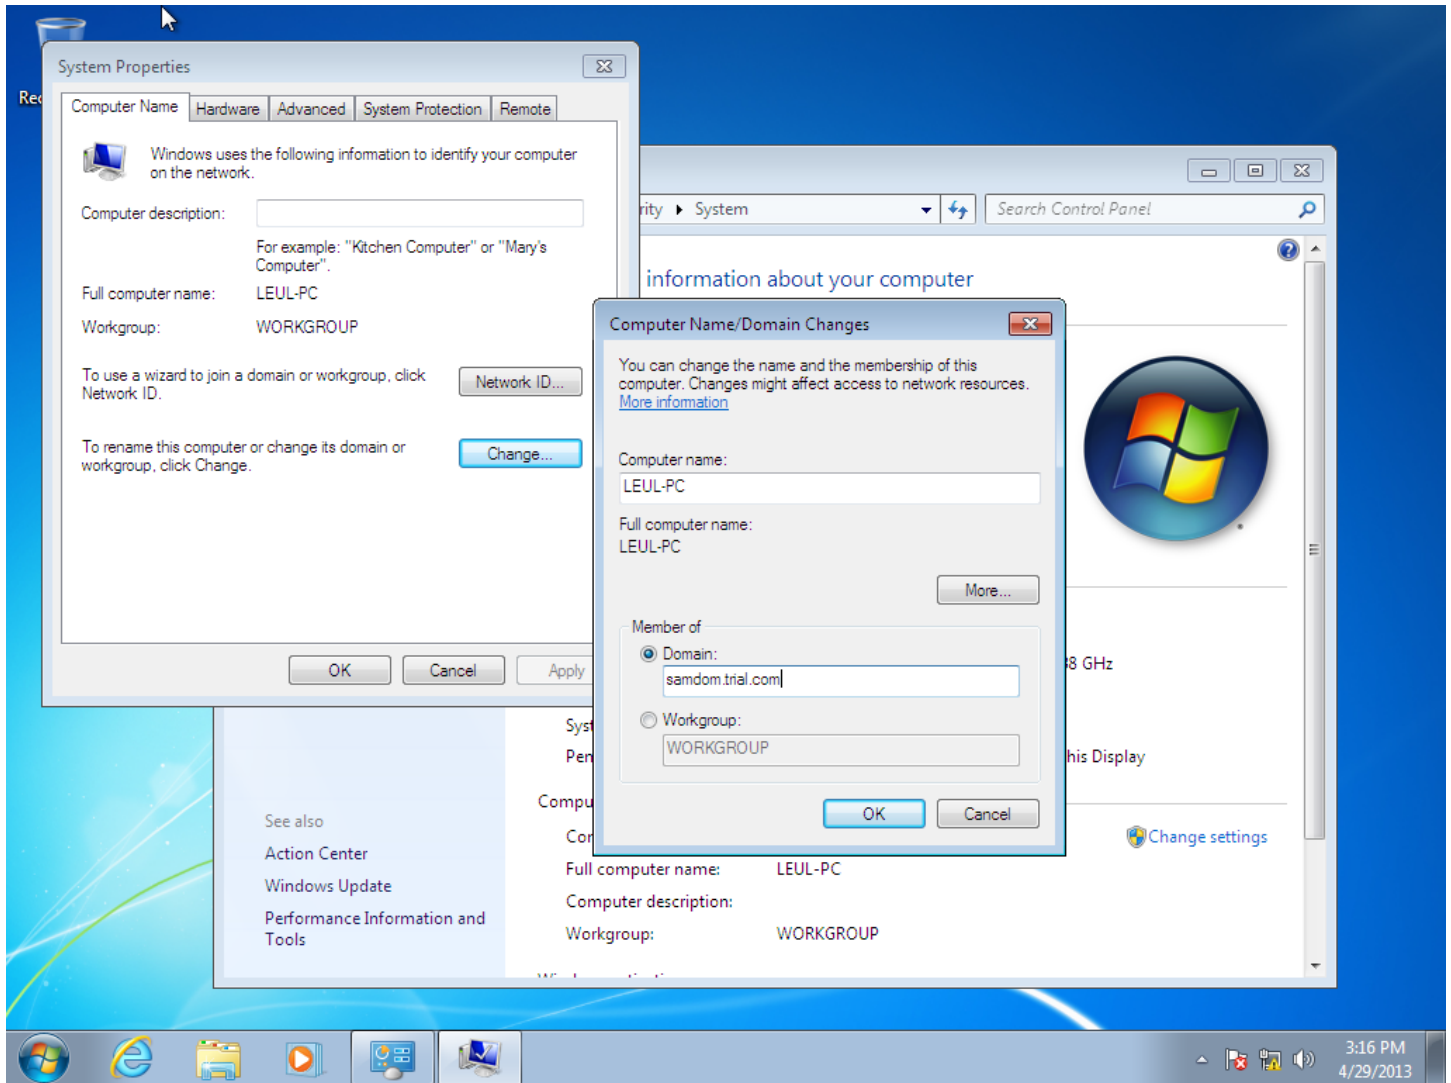 Rec
System Properties
Computer Name
Hardware
Advanced
System Protection
Remote
Windows uses the following information to identify your computer
on the network.
Computer description:
For example: "Kitchen Computer" or "Mary's
Computer".
Full computer name: LEUL-PC
Workgroup: WORKGROUP
To use a wizard to join a domain or workgroup, click
Network ID.
Network ID...
To rename this computer or change its domain or
workgroup, click Change.
Change...
OK
Cancel
Apply
rity ▸ System
Search Control Panel
information about your computer
Computer Name/Domain Changes
You can change the name and the membership of this
computer. Changes might affect access to network resources.
More information
Computer name:
LEUL-PC
Full computer name:
LEUL-PC
More...
Member of
Domain:
samdom.trial.com
Workgroup:
WORKGROUP
OK
Cancel
38 GHz
Syst
Pen
his Display
Compu
Cor
Change settings
Full computer name: LEUL-PC
Computer description:
Workgroup: WORKGROUP
See also
Action Center
Windows Update
Performance Information and
Tools
3:16 PM
4/29/2013